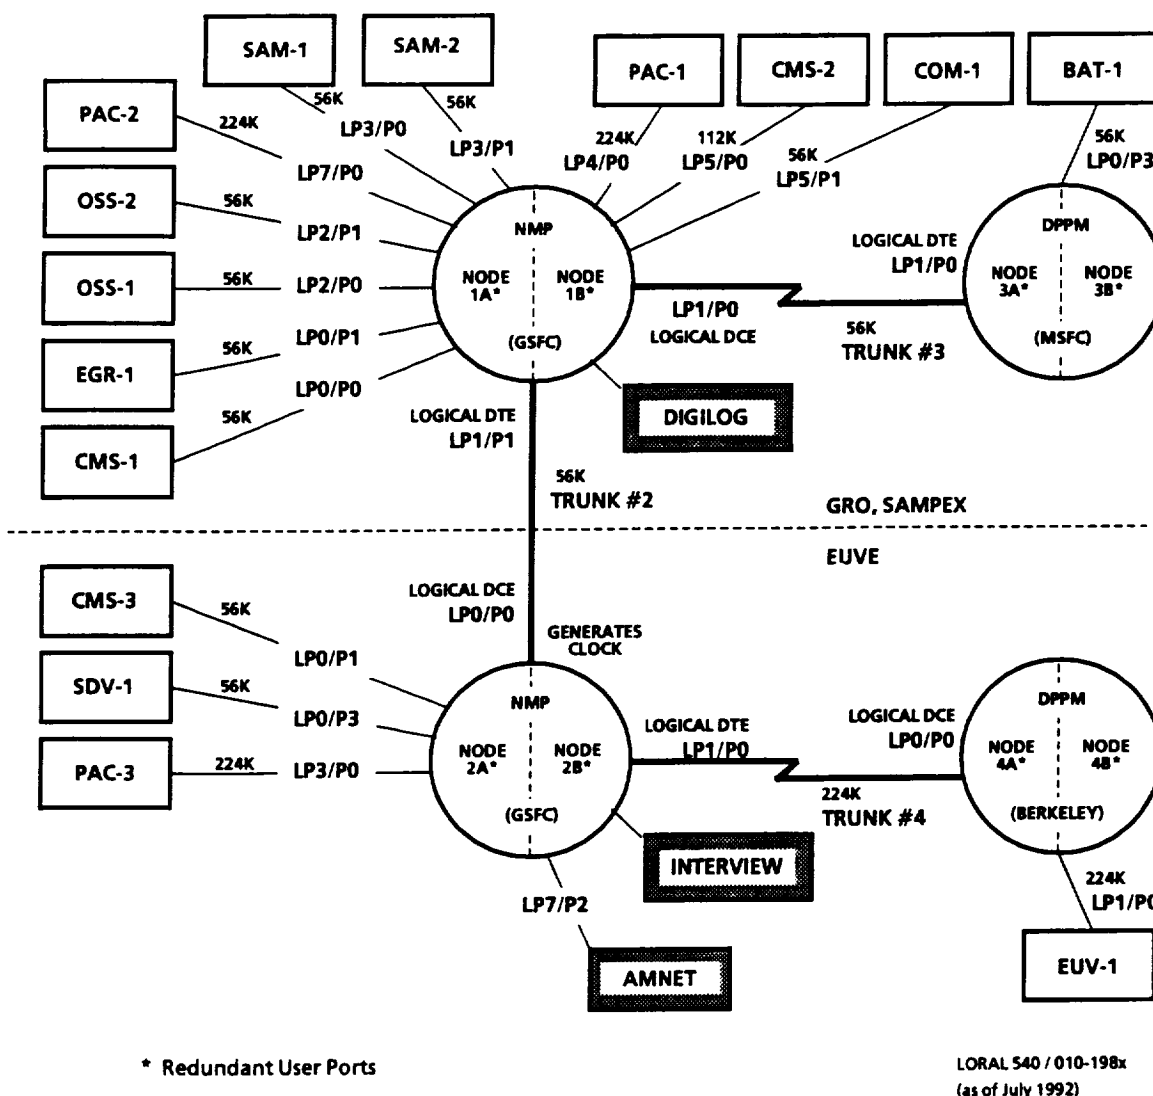 SAM-1
SAM-2
PAC-1
CMS-2
COM-1
BAT-1
PAC-2
56K
LP3/P0
56K
LP3/P1
224K
LP4/P0
112K
LP5/P0
56K
LP5/P1
56K
LP0/P3
224K
LP7/P0
OSS-2
56K
LP2/P1
OSS-1
56K
LP2/P0
EGR-1
56K
LP0/P1
CMS-1
56K
LP0/P0
NMP
NODE 1A*
NODE 1B*
(GSFC)
LP1/P0
LOGICAL DCE
56K
TRUNK #3
LOGICAL DTE
LP1/P0
DPPM
NODE 3A*
NODE 3B*
(MSFC)
DIGILOG
LOGICAL DTE
LP1/P1
56K
TRUNK #2
GRO, SAMPEX
EUVE
LOGICAL DCE
LP0/P0
GENERATES
CLOCK
CMS-3
56K
LP0/P1
SDV-1
56K
LP0/P3
PAC-3
224K
LP3/P0
NMP
NODE 2A*
NODE 2B*
(GSFC)
LOGICAL DTE
LP1/P0
224K
TRUNK #4
LOGICAL DCE
LP0/P0
DPPM
NODE 4A*
NODE 4B*
(BERKELEY)
INTERVIEW
LP7/P2
AMNET
224K
LP1/P0
EUV-1
* Redundant User Ports
LORAL 540 / 010-198x
(as of July 1992)